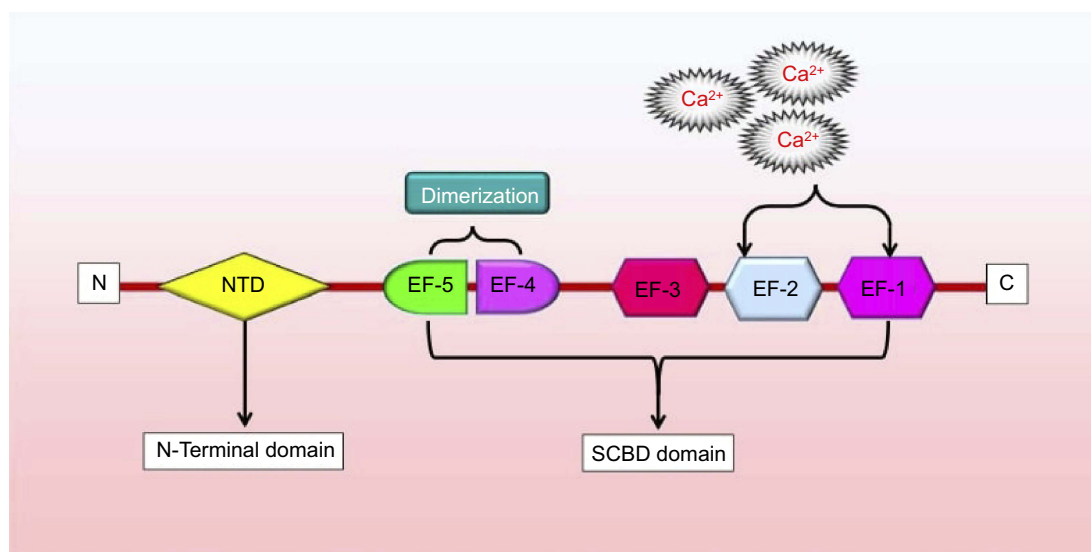 Ca²⁺
Ca²⁺
Ca²⁺
Dimerization
N
NTD
EF-5
EF-4
EF-3
EF-2
EF-1
C
N-Terminal domain
SCBD domain